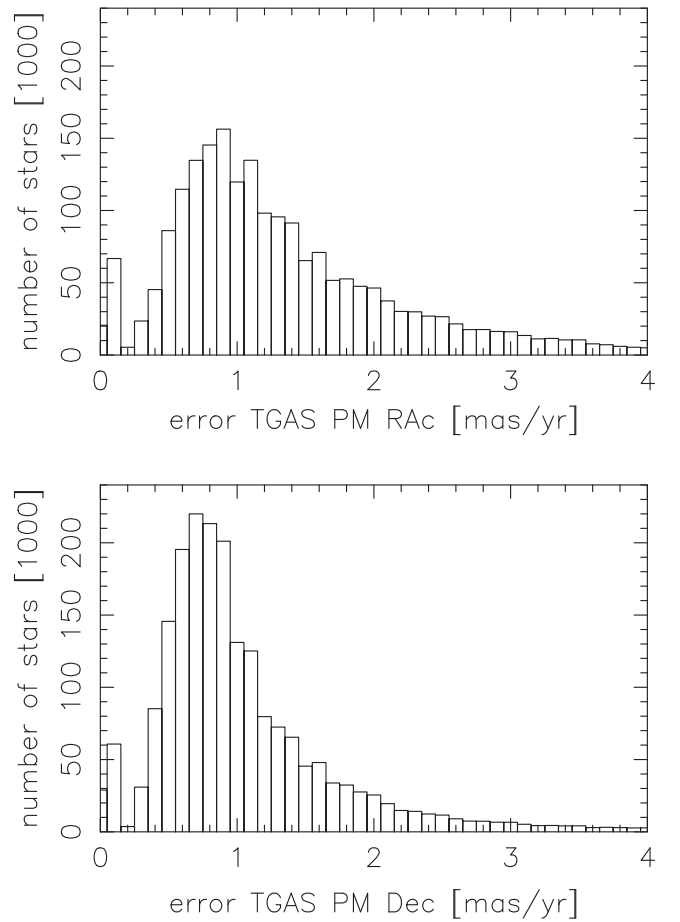 number of stars [1000]
0 50 100 150 200
0 1 2 3 4
error TGAS PM RAc [mas/yr]
number of stars [1000]
0 50 100 150 200
0 1 2 3 4
error TGAS PM Dec [mas/yr]